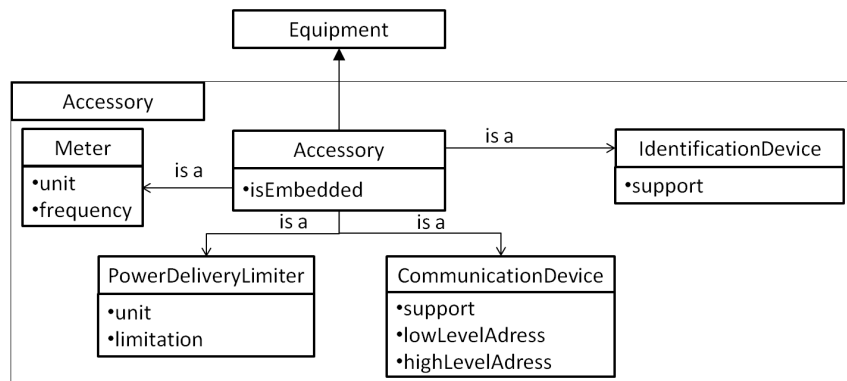 Equipment
Accessory
Meter
•unit
•frequency
is a
Accessory
•isEmbedded
is a
IdentificationDevice
•support
is a
is a
PowerDeliveryLimiter
•unit
•limitation
CommunicationDevice
•support
•lowLevelAdress
•highLevelAdress